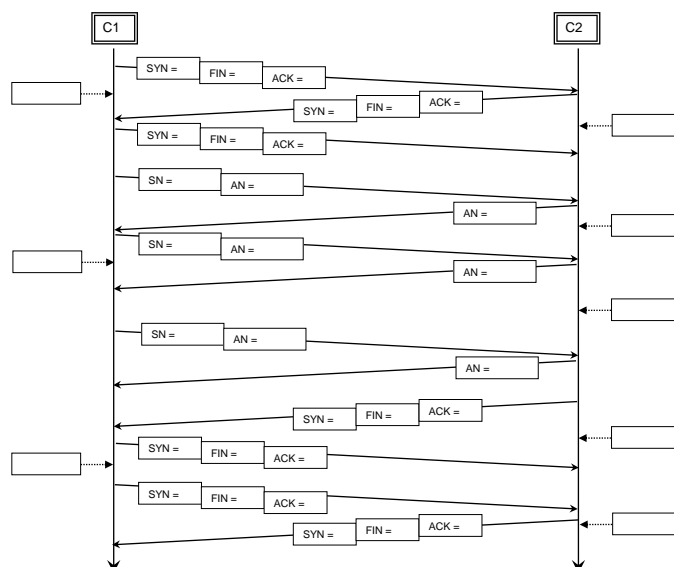 C1 C2
SYN = FIN = ACK =
SYN = FIN = ACK =
SYN = FIN = ACK =
SN = AN =
AN =
SN = AN =
AN =
SN = AN =
AN =
SYN = FIN = ACK =
SYN = FIN = ACK =
SYN = FIN = ACK =
SYN = FIN = ACK =